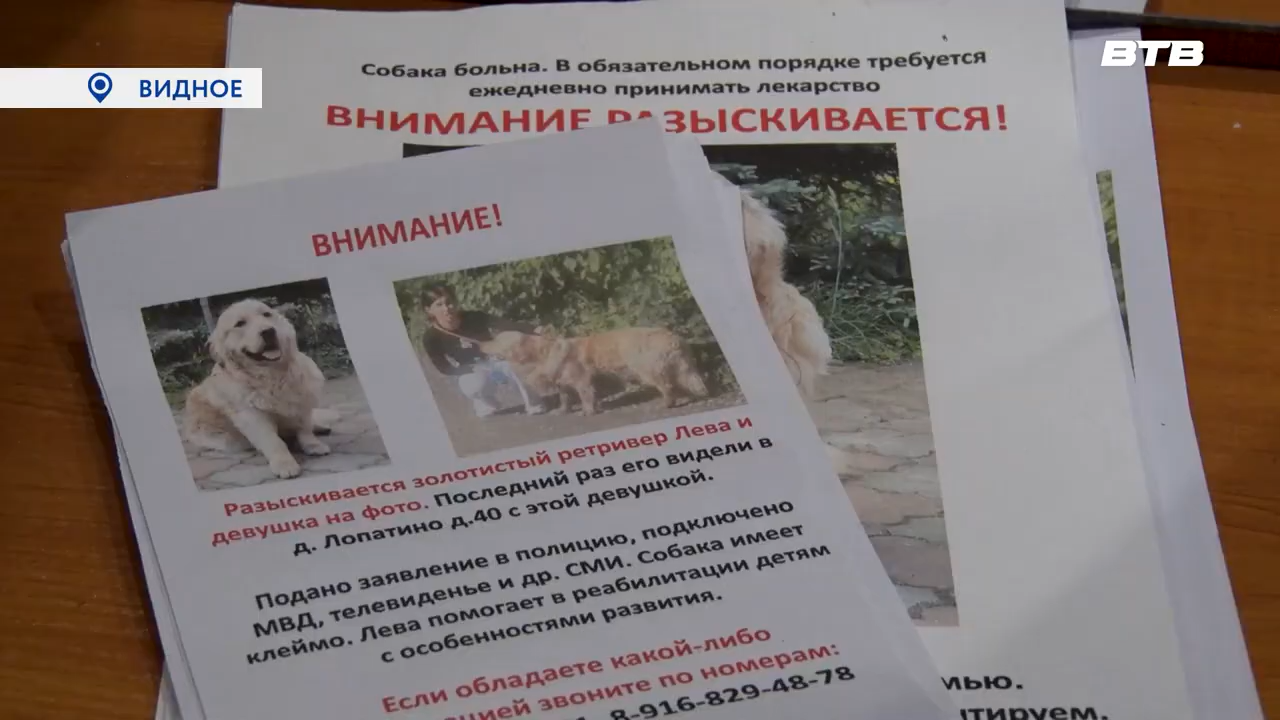 ВТВ
ВИДНОЕ
Собака больна. В обязательном порядке требуется
ежедневно принимать лекарство
ВНИМАНИЕ РАЗЫСКИВАЕТСЯ!
ВНИМАНИЕ!
Разыскивается золотистый ретривер Лева и
девушка на фото. Последний раз его видели в
д. Лопатино д.40 с этой девушкой.
Подано заявление в полицию, подключено
МВД, телевиденье и др. СМИ. Собака имеет
клеймо. Лева помогает в реабилитации детям
с особенностями развития.
Если обладаете какой-либо
звоните по номерам:
8-916-829-48-78